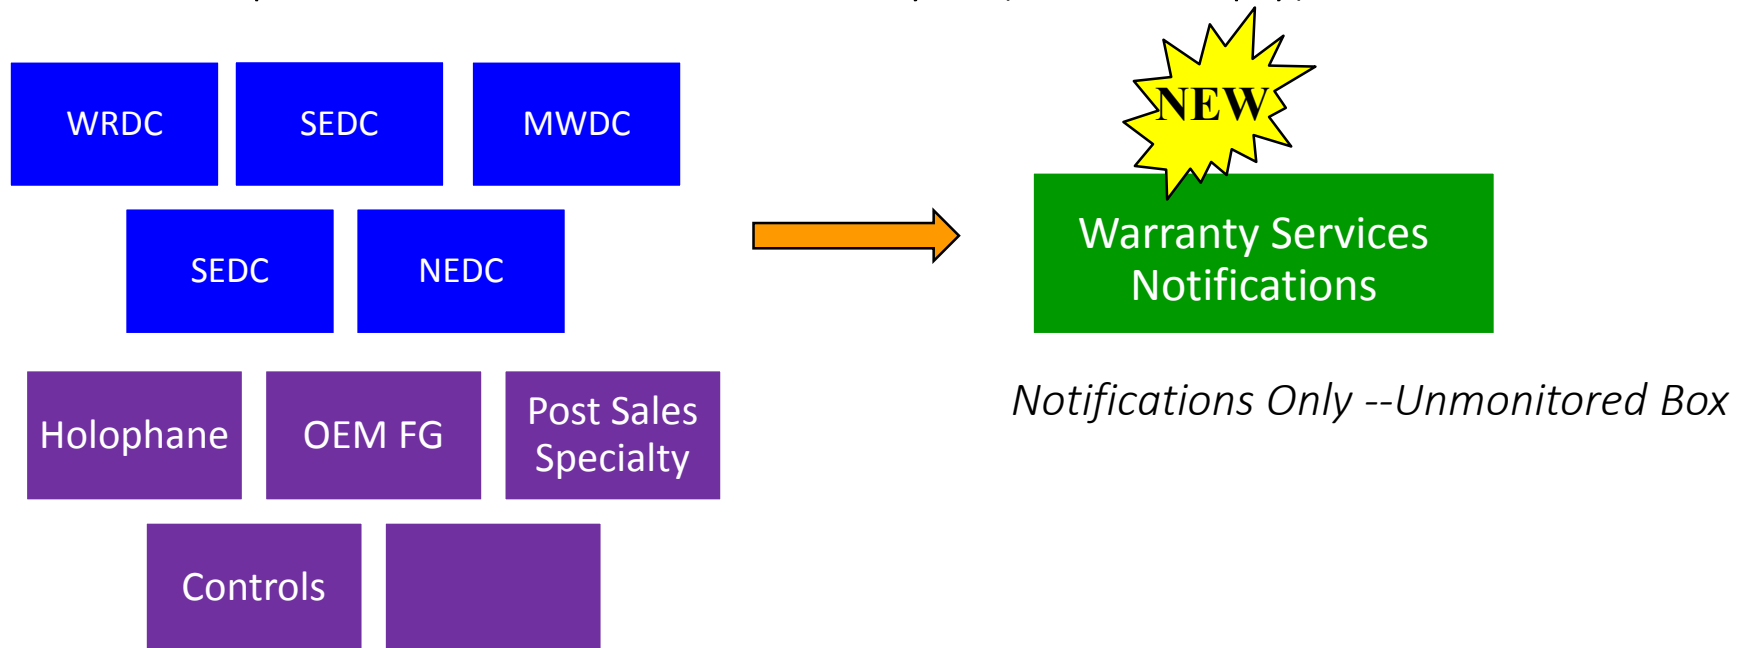 WRDC
SEDC
MWDC
SEDC
NEDC
Holophane
OEM FG
Post Sales
Specialty
Controls
NEW
Warranty Services
Notifications
Notifications Only --Unmonitored Box